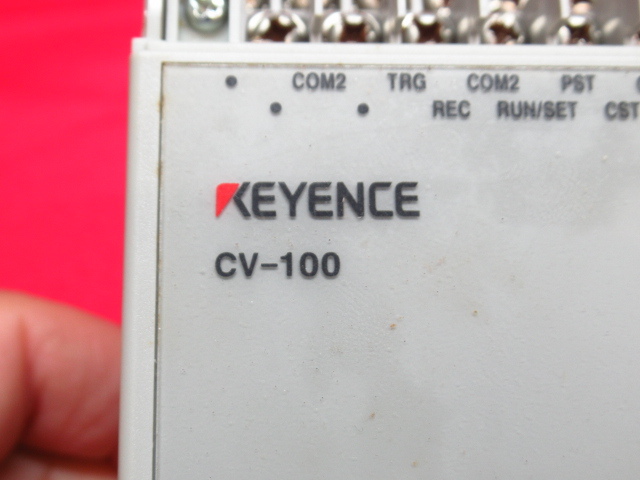 • COM2 TRG COM2 PST
• • REC RUN/SET CST
KEYENCE
CV-100